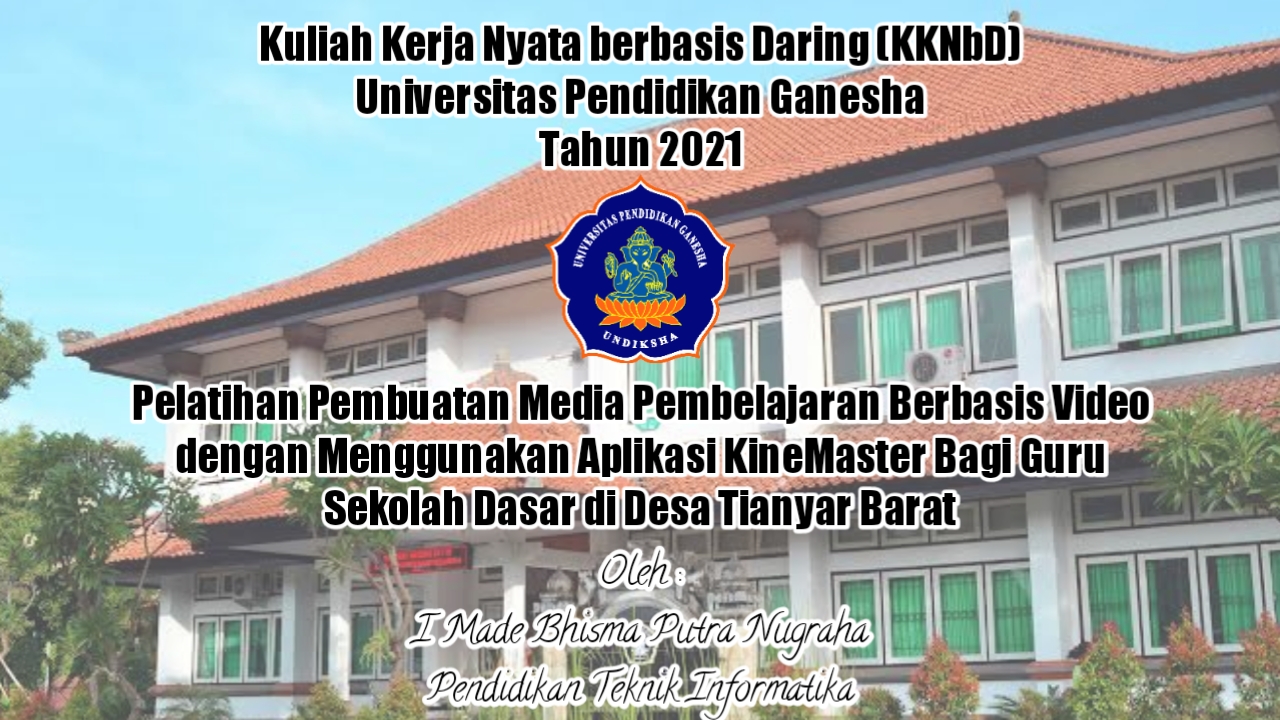 Kuliah Kerja Nyata berbasis Daring (KKNbD)
Universitas Pendidikan Ganesha
Tahun 2021
UNIVERSITAS PENDIDIKAN GANESHA
UNDIKSHA
Pelatihan Pembuatan Media Pembelajaran Berbasis Video
dengan Menggunakan Aplikasi KineMaster Bagi Guru
Sekolah Dasar di Desa Tianyar Barat
Oleh :
I Made Bhisma Putra Nugraha
Pendidikan Teknik Informatika